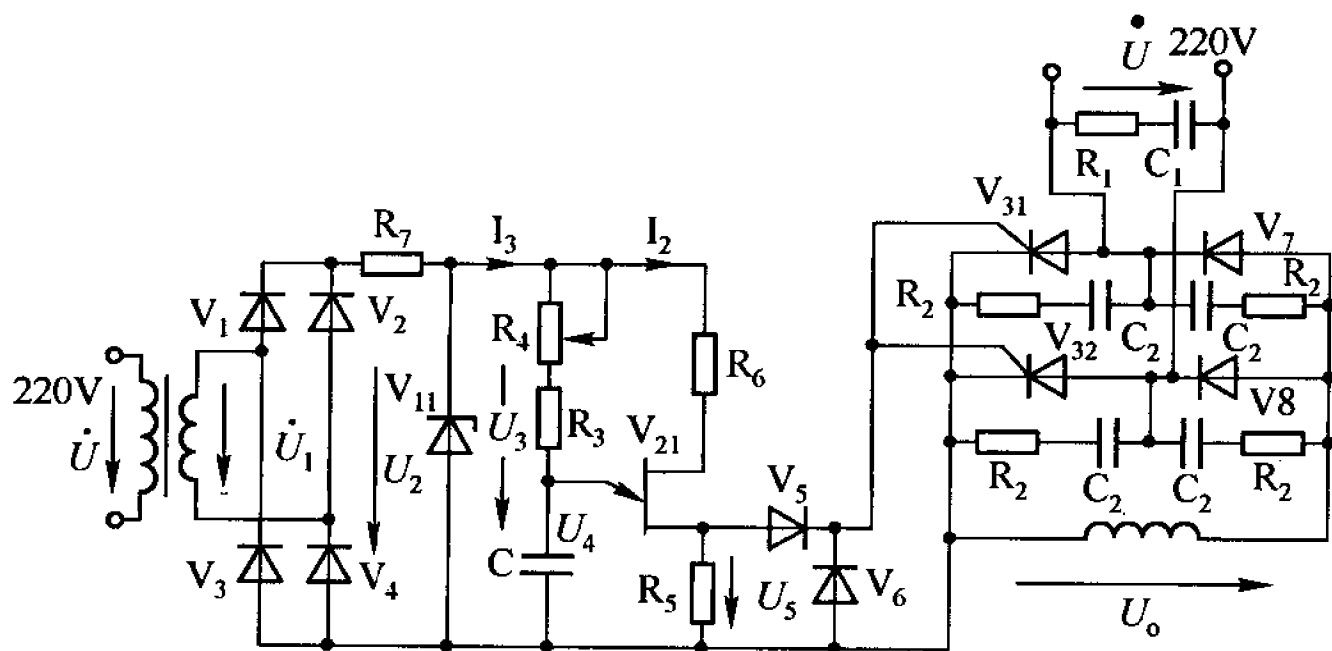 U̇ 220V
R₁ C₁
V₃₁ V₇
R₇ I₃ I₂
R₂ C₂ C₂ R₂
V₁ V₂ R₄ V₃₂
220V U̇ U̇₁ U₂ V₁₁ U₃ R₃ V₂₁ R₆ V8
R₂ C₂ C₂ R₂
V₅
V₃ V₄ C U₄ R₅ U₅ V₆
Uₒ